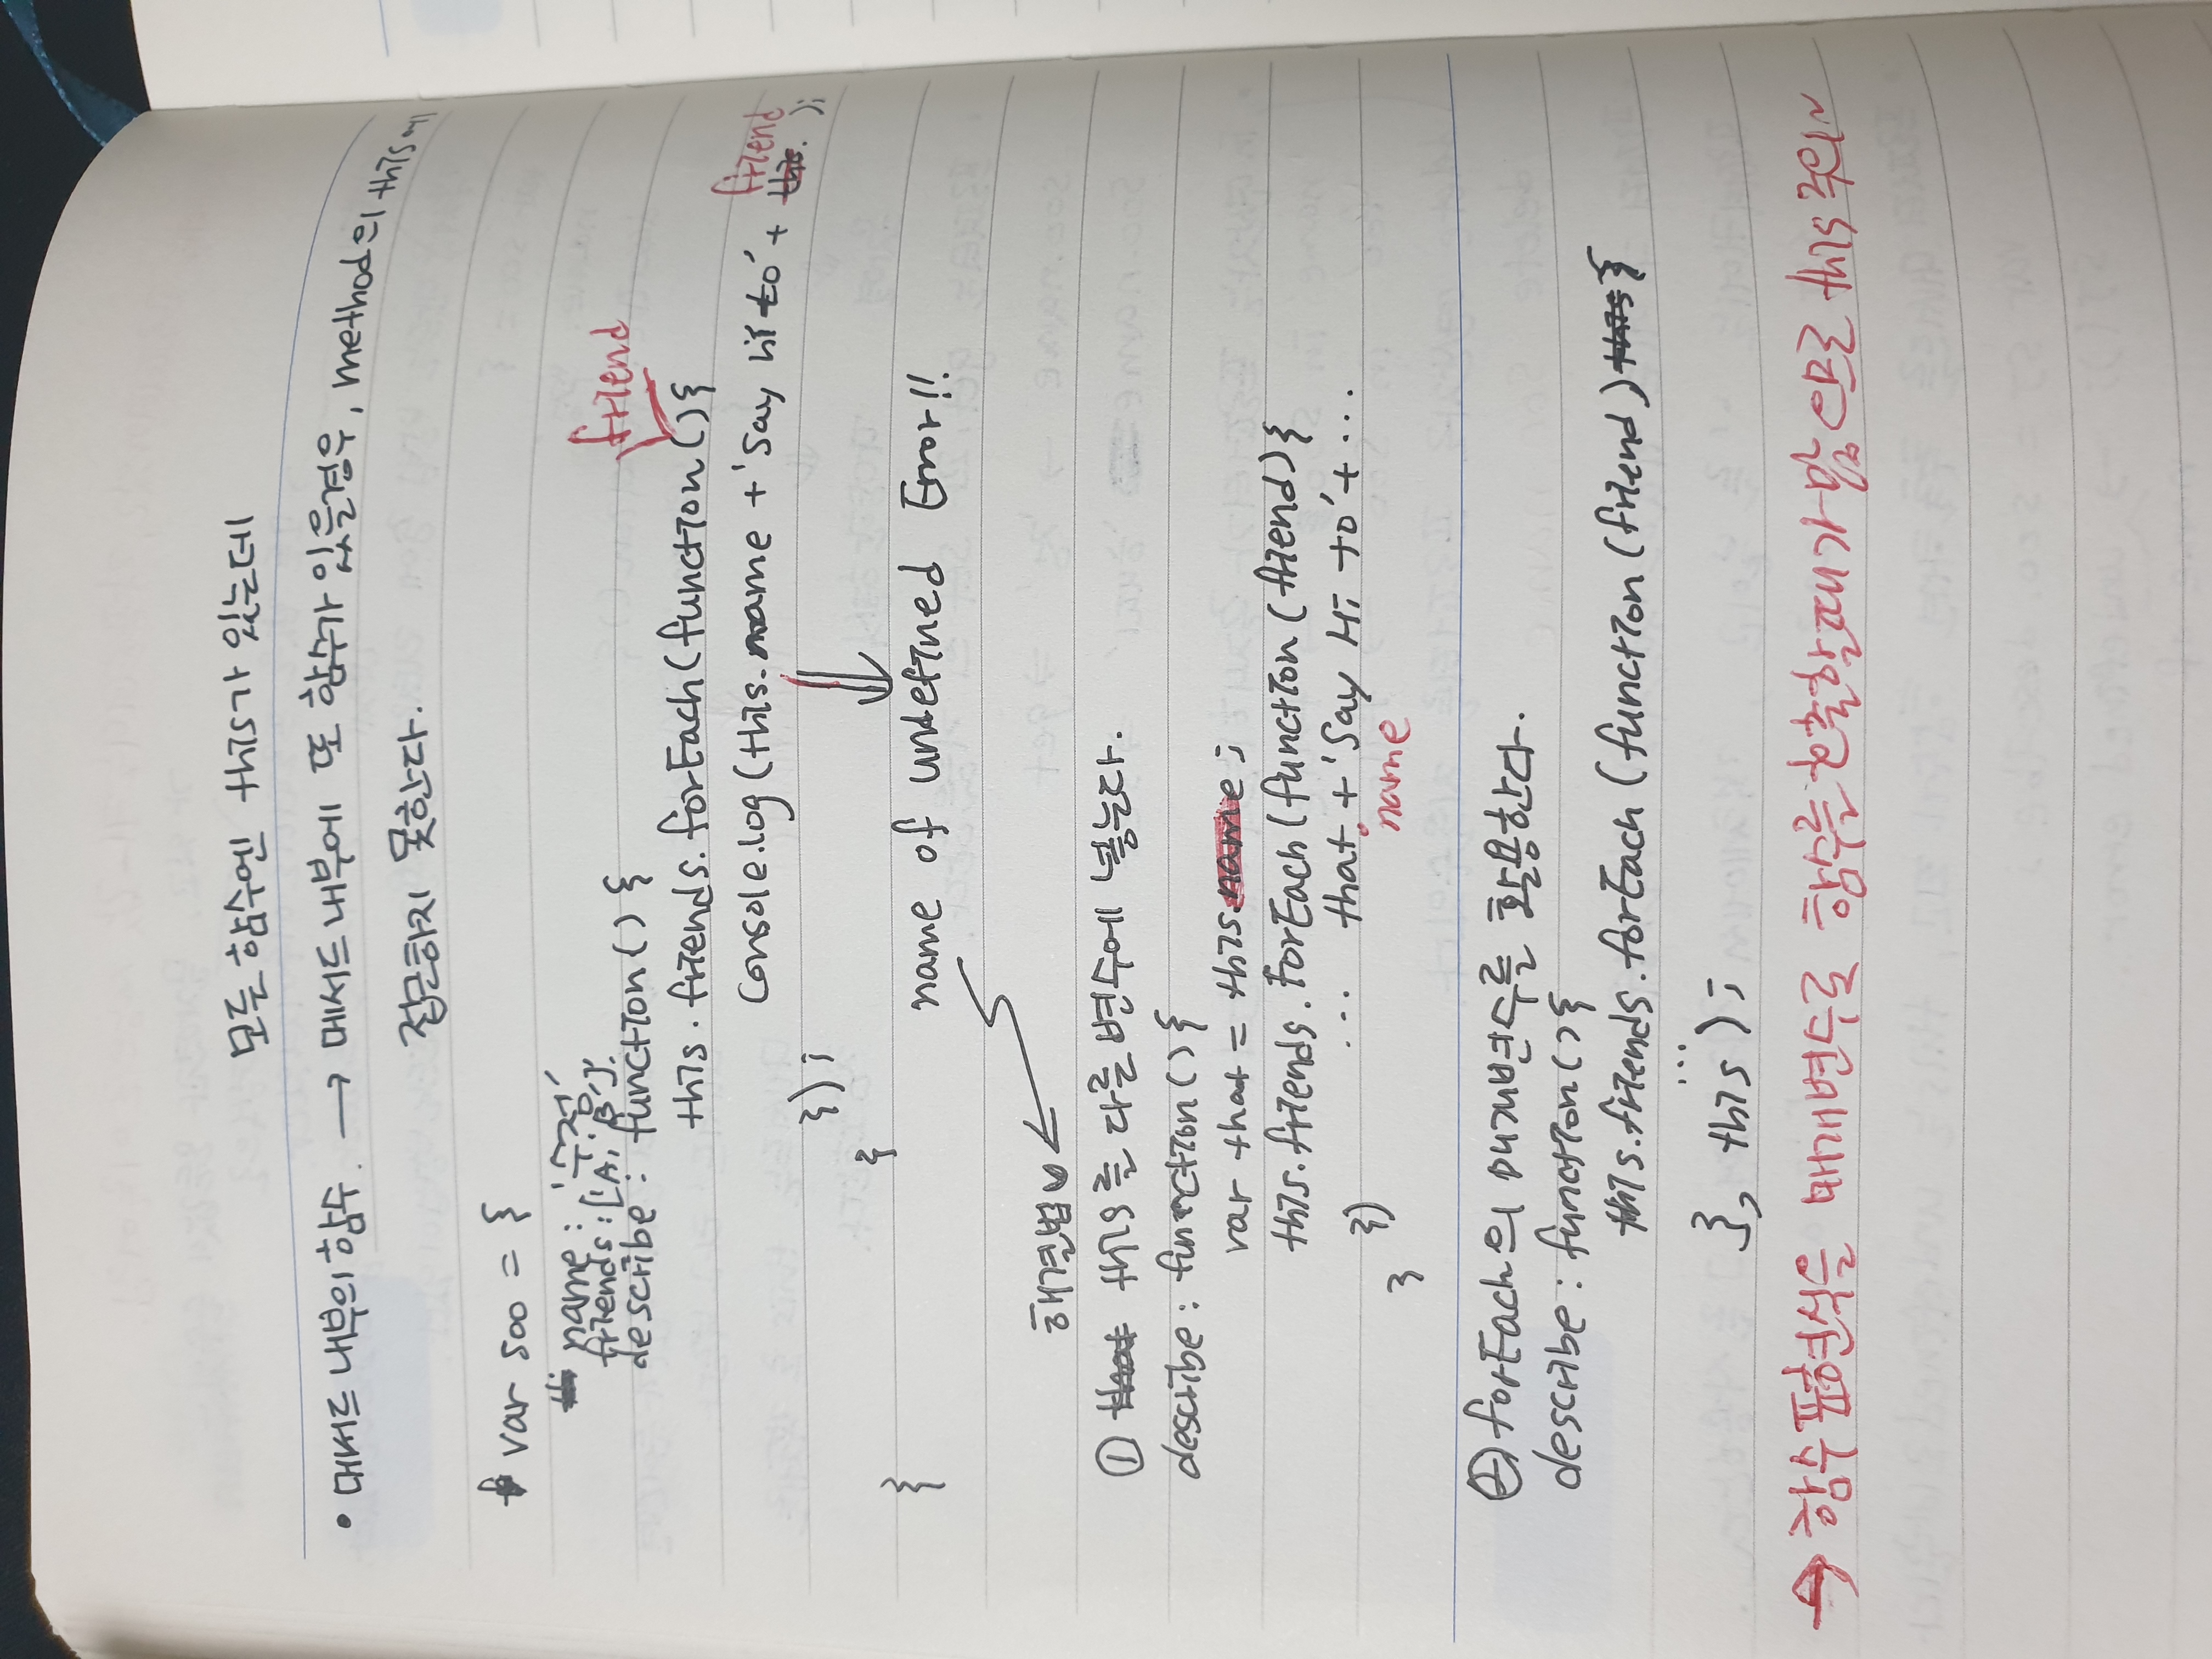 모든 함수엔 this가 있는데
• 메서드 내부의 함수. → 메서드 내부에 또 함수가 있을경우, method의 this에
접근하지 못한다.
var soo = {
name : '수정'
friends : ['A', 'B'].
describe : function() {
friend
this.friends.forEach(function(){
friend
console.log(this.name + 'Say hi to' + this. );
});
}
}
name of undefined Error!!
해결법
① that this를 다른 변수에 넣는다.
describe : function(){
var that = this.name;
this.friends.forEach(function(friend){
... that. + 'Say Hi to' + ...
name
})
}
② forEach의 매개변수를 활용한다.
describe : function(){
this.friends.forEach(function(friend) this {
...
}, this);
→ 함수 표현식을 매개변수로 함수를 호출할때가 많으므로 this 주의~